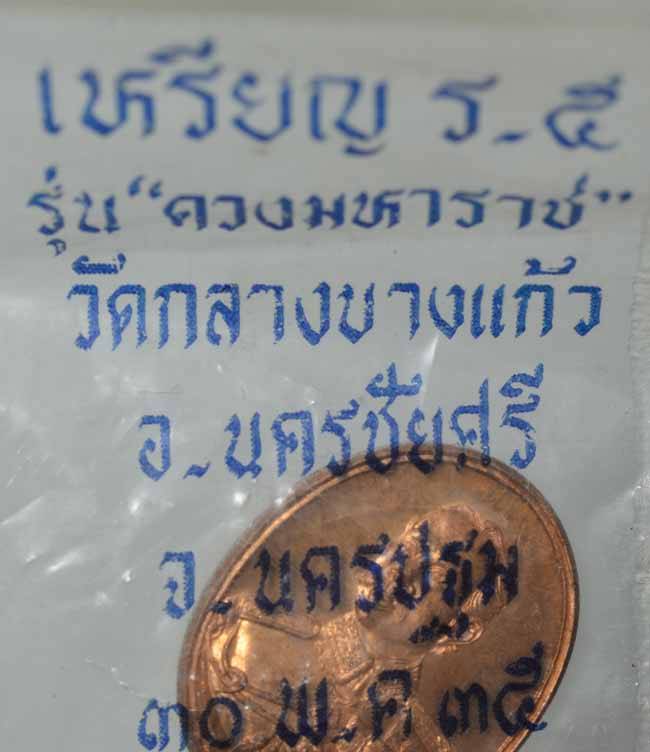 เหรียญ ร.๕
รุ่น "ดวงมหาราช"
วัดกลางบางแก้ว
อ.นครชัยศรี
จ.นครปฐม
๓๐ พ.ค ๓๕